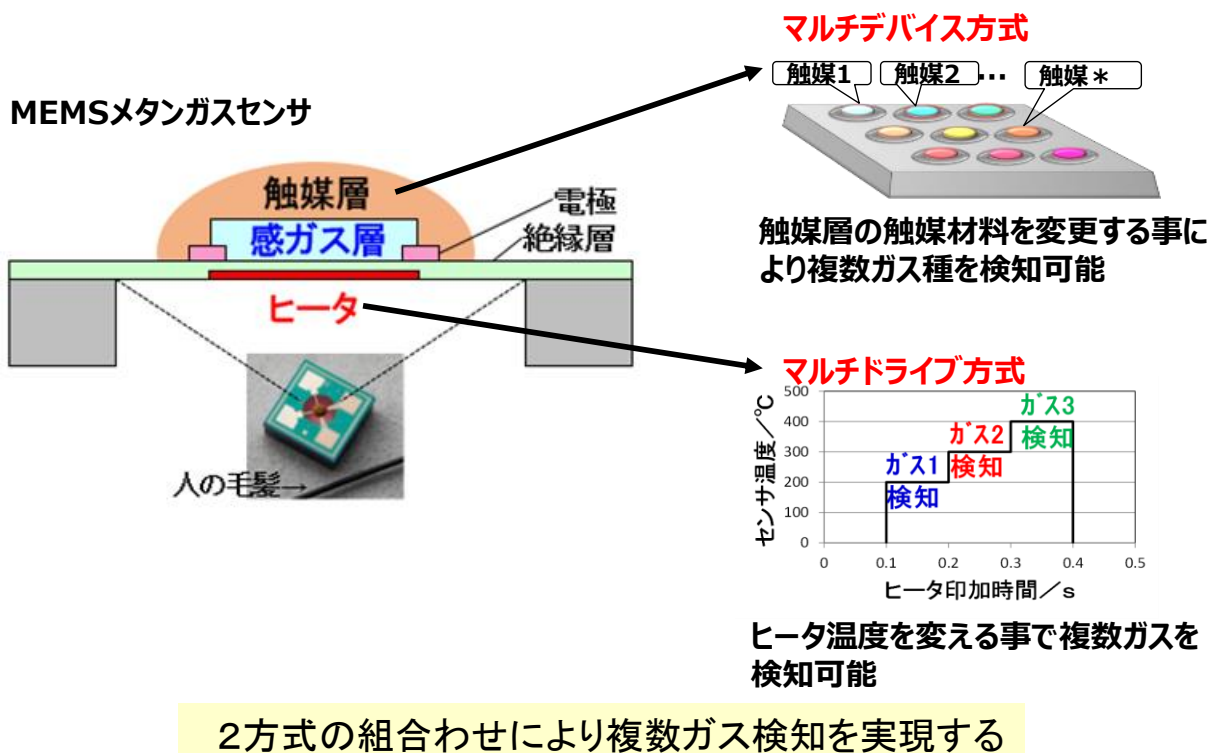 マルチデバイス方式
触媒1 触媒2 ・・・ 触媒＊
MEMSメタンガスセンサ
触媒層
感ガス層
電極
絶縁層
ヒータ
人の毛髪→
触媒層の触媒材料を変更する事に
より複数ガス種を検知可能
マルチドライブ方式
センサ温度／℃
500
400
300
200
100
0
ガス1
検知
ガス2
検知
ガス3
検知
0 0.1 0.2 0.3 0.4 0.5
ヒータ印加時間／s
ヒータ温度を変える事で複数ガスを
検知可能
２方式の組合わせにより複数ガス検知を実現する